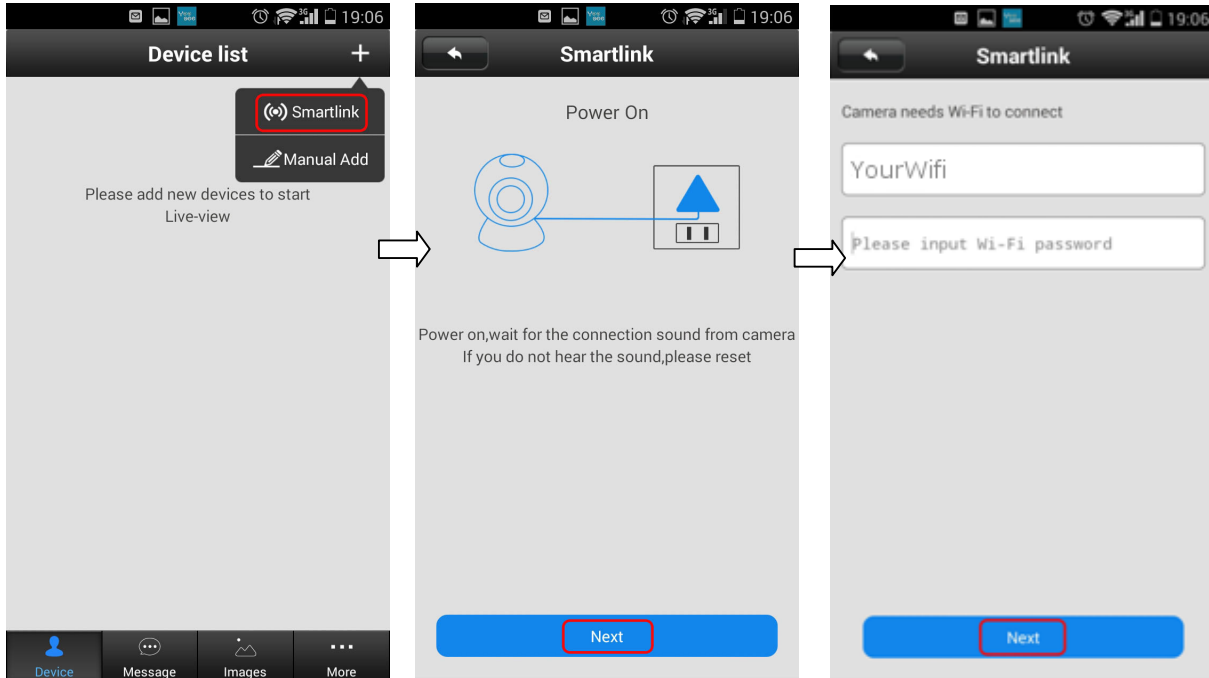 19:06
Device list +
Smartlink
Manual Add
Please add new devices to start
Live-view
Device Message Images More
3G 19:06
Smartlink
Power On
Power on,wait for the connection sound from camera
If you do not hear the sound,please reset
Next
19:06
Smartlink
Camera needs Wi-Fi to connect
YourWifi
Please input Wi-Fi password
Next